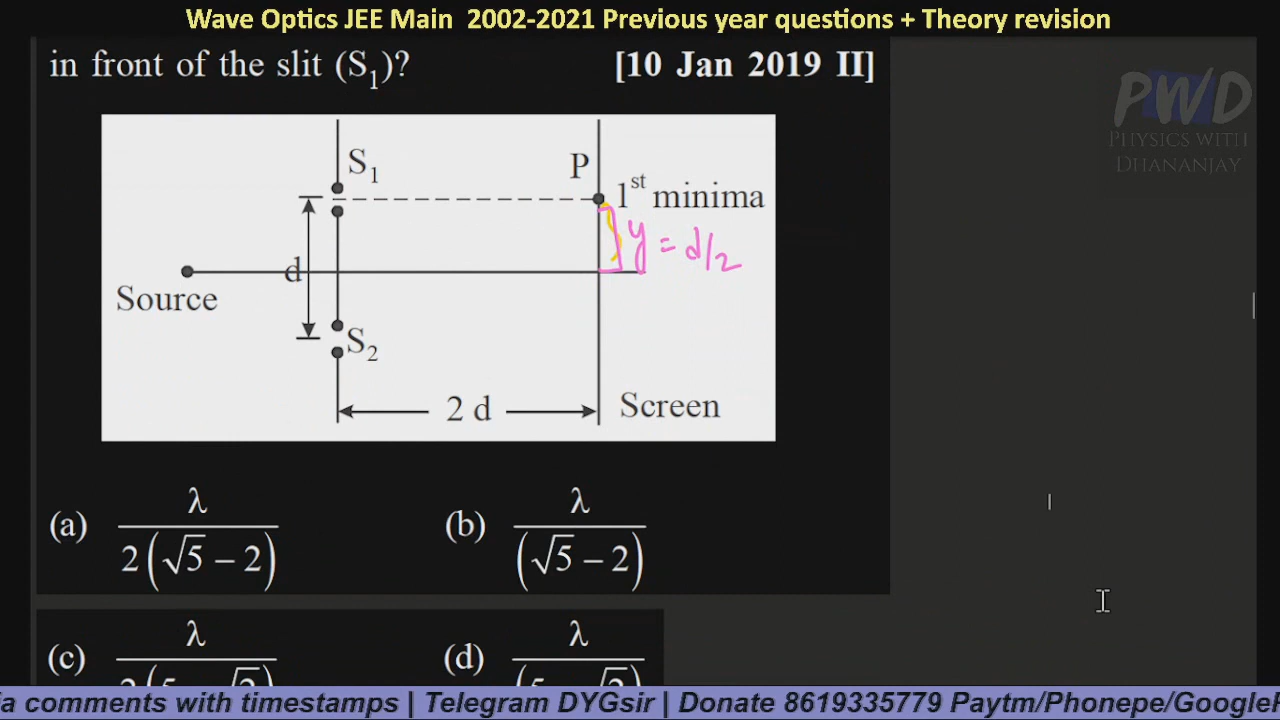 Wave Optics JEE Main 2002-2021 Previous year questions + Theory revision
in front of the slit (S₁)? [10 Jan 2019 II]
PWD
PHYSICS WITH
DHANANJAY
S₁
P
1ˢᵗ minima
y = d/2
d
Source
S₂
2 d
Screen
(a) λ / 2(√5 – 2)
(b) λ / (√5 – 2)
(c) λ
(d) λ
a comments with timestamps | Telegram DYGsir | Donate 8619335779 Paytm/Phonepe/Google